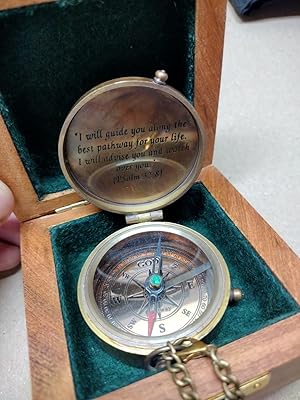 "I will guide you along the
best pathway for your life.
I will advise you and watch
over you."
(Psalm 32:8)
GOD
E
SE
S
SW